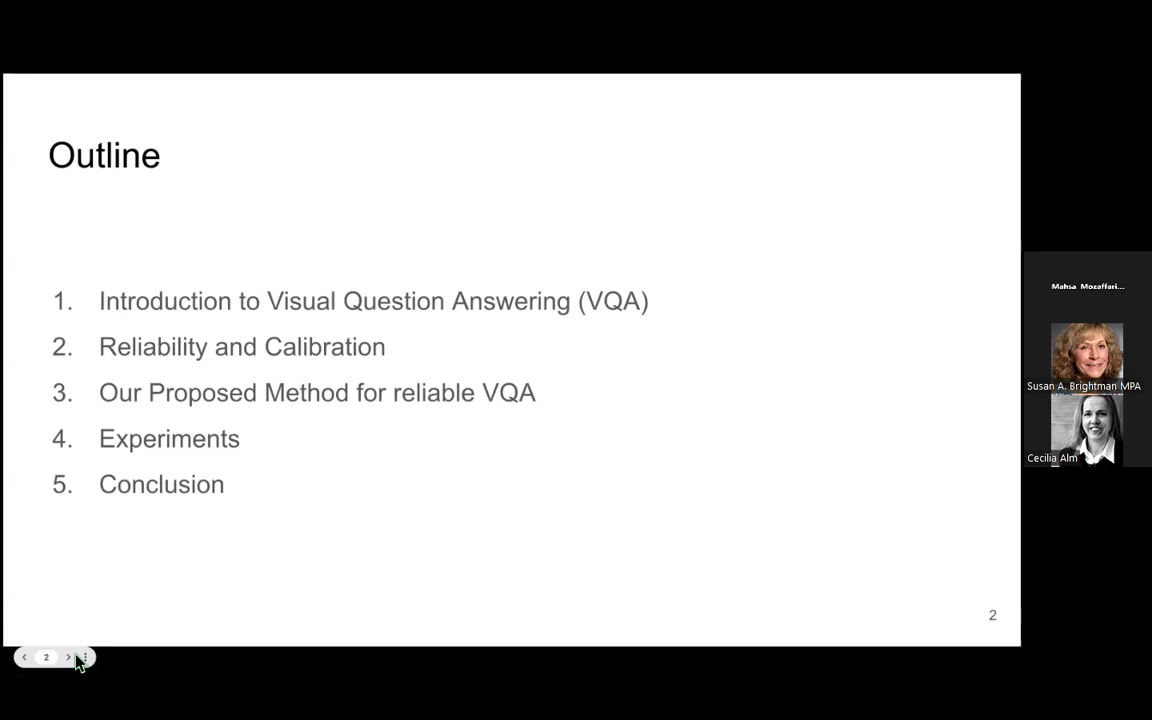 Outline
1. Introduction to Visual Question Answering (VQA)
2. Reliability and Calibration
3. Our Proposed Method for reliable VQA
4. Experiments
5. Conclusion
2
2
Mahsa Mozaffari...
Susan A. Brightman MPA
Cecilia Alm